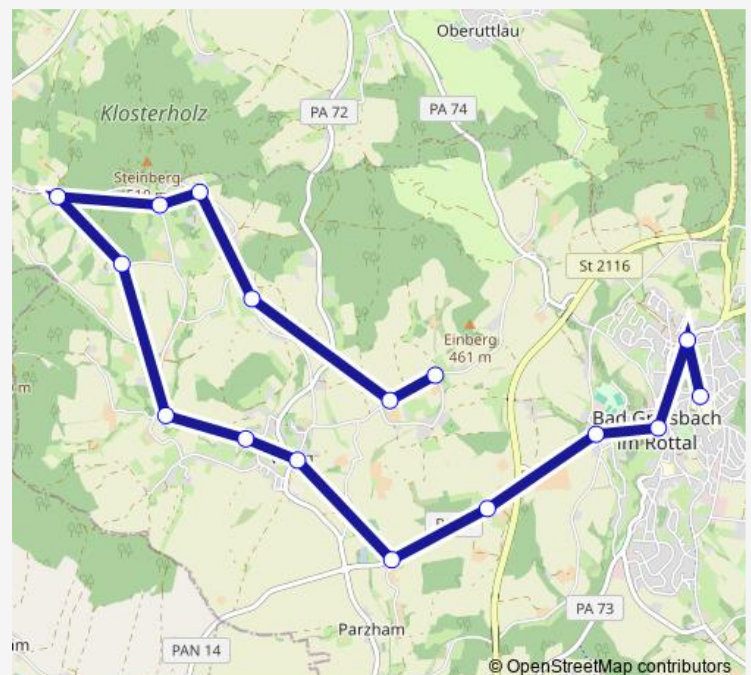 Oberuttlau
Klosterholz
PA 72
PA 74
Steinberg
St 2116
Einberg
461 m
m
Bad
bach
im Rottal
PA 73
Parzham
PAN 14
© OpenStreetMap contributors